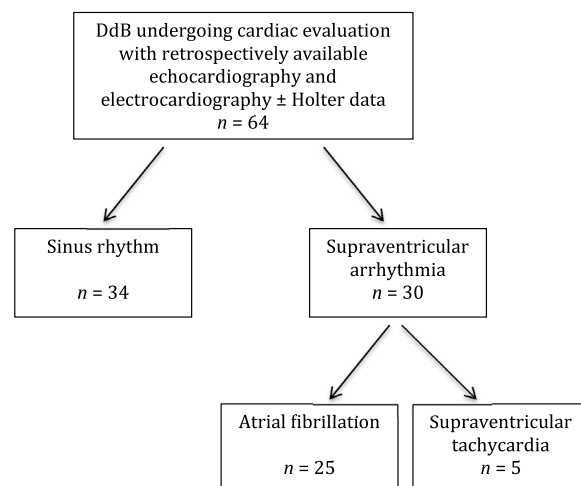 DdB undergoing cardiac evaluation
with retrospectively available
echocardiography and
electrocardiography ± Holter data
n = 64
Sinus rhythm
n = 34
Supraventricular
arrhythmia
n = 30
Atrial fibrillation
n = 25
Supraventricular
tachycardia
n = 5